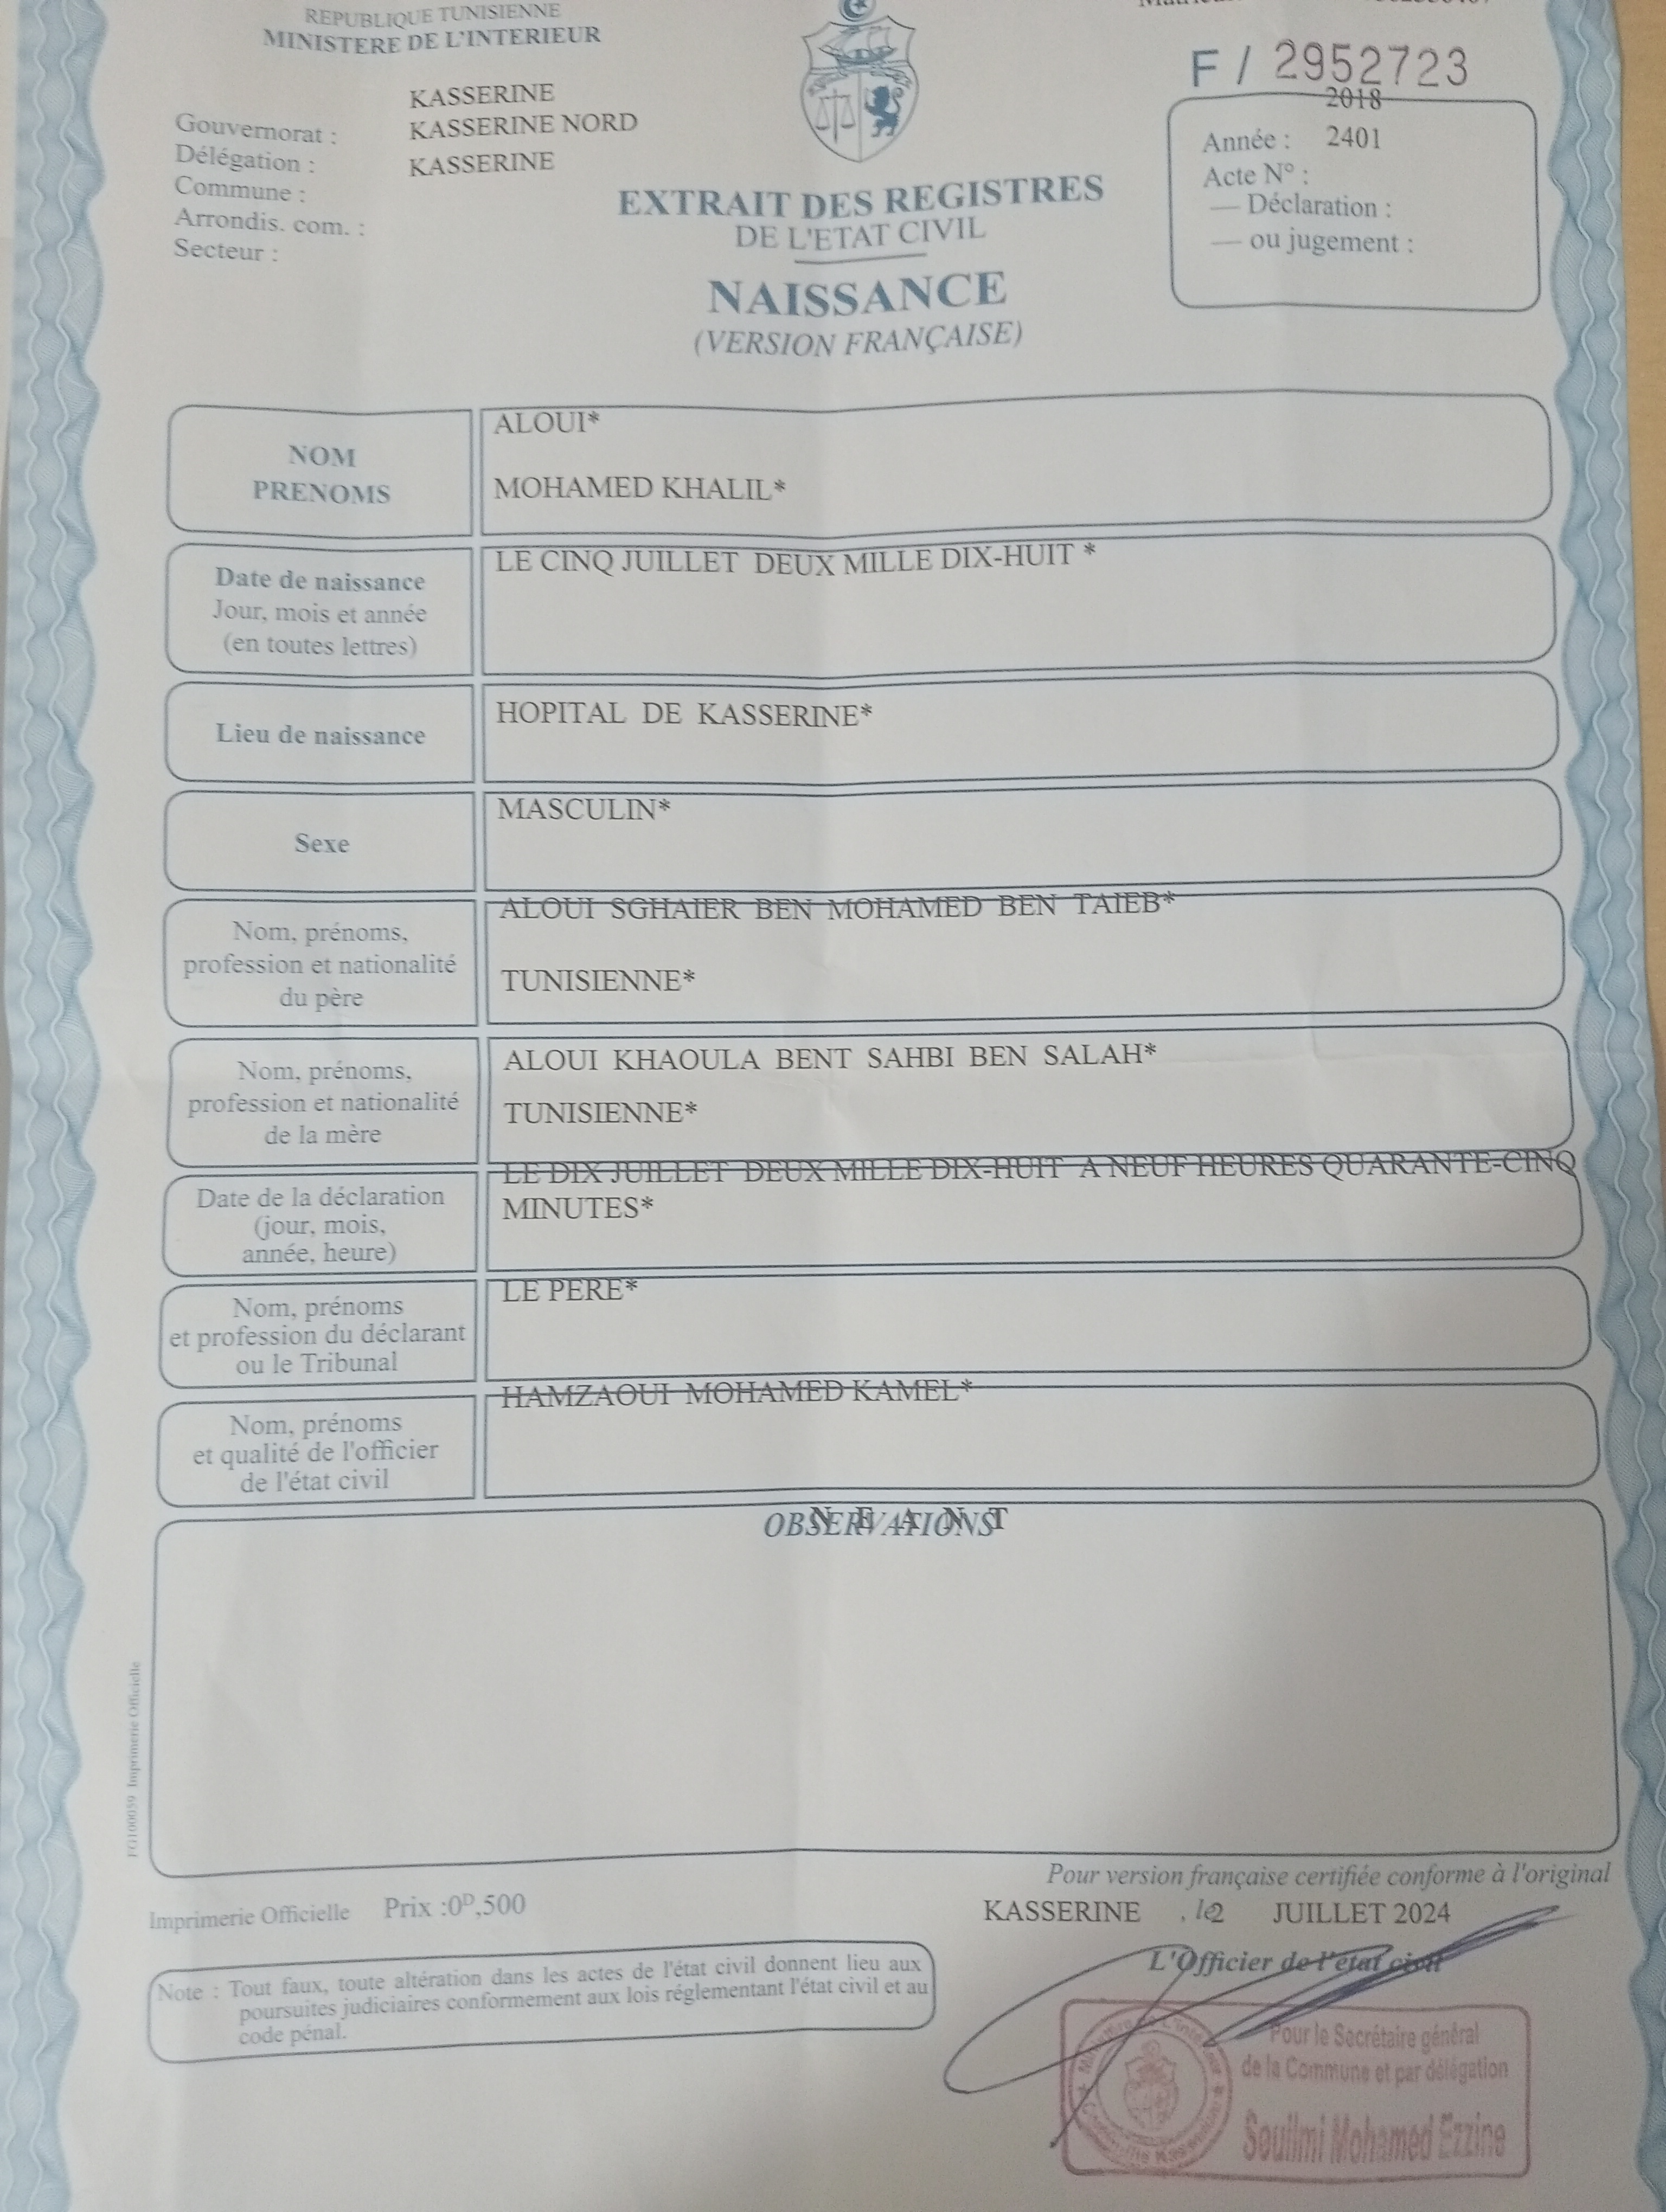 REPUBLIQUE TUNISIENNE
MINISTERE DE L'INTERIEUR
F / 2952723
KASSERINE
Gouvernorat :
KASSERINE NORD
Délégation :
KASSERINE
Commune :
Arrondis. com. :
Secteur :
2018
Année : 2401
Acte N° :
— Déclaration :
— ou jugement :
EXTRAIT DES REGISTRES
DE L'ETAT CIVIL
NAISSANCE
(VERSION FRANÇAISE)
NOM
PRENOMS
ALOUI*
MOHAMED KHALIL*
Date de naissance
Jour, mois et année
(en toutes lettres)
LE CINQ JUILLET DEUX MILLE DIX-HUIT *
Lieu de naissance
HOPITAL DE KASSERINE*
Sexe
MASCULIN*
Nom, prénoms,
profession et nationalité
du père
ALOUI SGHAIER BEN MOHAMED BEN TAIEB*
TUNISIENNE*
Nom, prénoms,
profession et nationalité
de la mère
ALOUI KHAOULA BENT SAHBI BEN SALAH*
TUNISIENNE*
Date de la déclaration
(jour, mois,
année, heure)
LE DIX JUILLET DEUX MILLE DIX-HUIT A NEUF HEURES QUARANTE-CINQ
MINUTES*
Nom, prénoms
et profession du déclarant
ou le Tribunal
LE PERE*
Nom, prénoms
et qualité de l'officier
de l'état civil
HAMZAOUI MOHAMED KAMEL*
OBSERVATIONS
N E A N T
Imprimerie Officielle
Pour version française certifiée conforme à l'original
Imprimerie Officielle Prix :0ᴰ,500
KASSERINE , le 2 JUILLET 2024
L'Officier de l'état civil
Note : Tout faux, toute altération dans les actes de l'état civil donnent lieu aux
poursuites judiciaires conformement aux lois réglementant l'état civil et au
code pénal.
Pour le Secrétaire général
de la Commune et par délégation
Souilmi Mohamed Ezzine